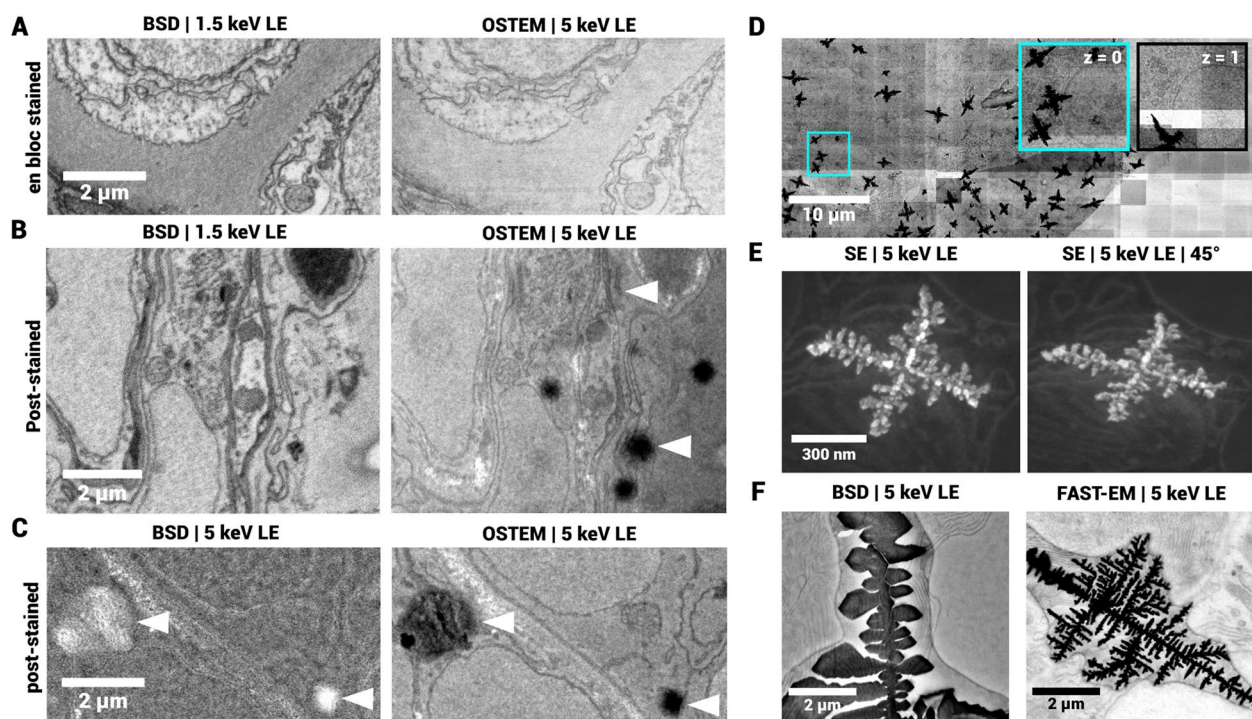 A
BSD | 1.5 keV LE
OSTEM | 5 keV LE
en bloc stained
2 µm
B
BSD | 1.5 keV LE
OSTEM | 5 keV LE
Post-stained
2 µm
C
BSD | 5 keV LE
OSTEM | 5 keV LE
post-stained
2 µm
D
z = 0
z = 1
10 µm
E
SE | 5 keV LE
SE | 5 keV LE | 45°
300 nm
F
BSD | 5 keV LE
FAST-EM | 5 keV LE
2 µm
2 µm